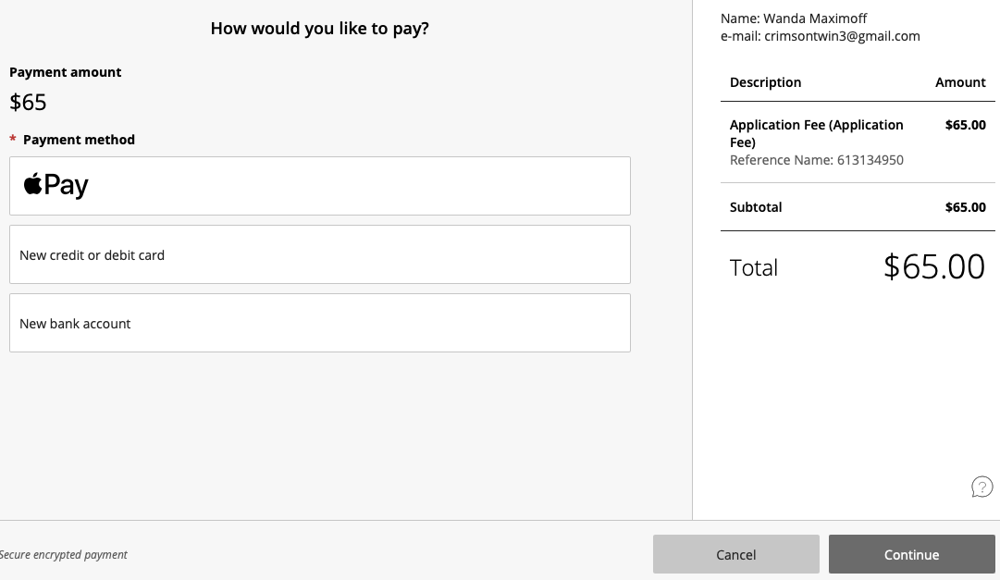 How would you like to pay?
Payment amount
$65
* Payment method
Pay
New credit or debit card
New bank account
Name: Wanda Maximoff
e-mail: crimsontwin3@gmail.com
Description Amount
Application Fee (Application $65.00
Fee)
Reference Name: 613134950
Subtotal $65.00
Total $65.00
?
Secure encrypted payment
Cancel
Continue